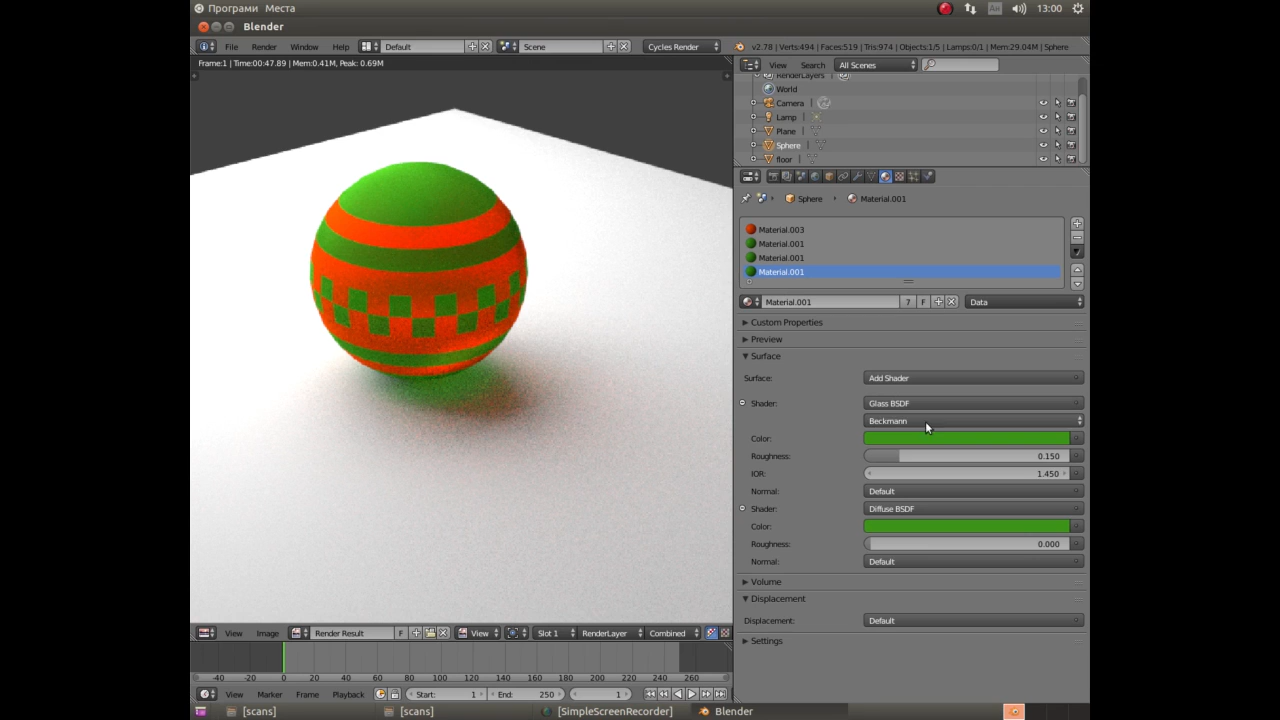 Програми Места
Ан 13:00
Blender
File Render Window Help Default Scene Cycles Render v2.78 | Verts:494 | Faces:519 | Tris:974 | Objects:1/5 | Lamps:0/1 | Mem:29.04M | Sphere
Frame:1 | Time:00:47.89 | Mem:0.41M, Peak: 0.69M
View Search All Scenes
RenderLayers
World
Camera
Lamp
Plane
Sphere
floor
Sphere Material.001
Material.003
Material.001
Material.001
Material.001
Material.001 7 F Data
Custom Properties
Preview
Surface
Surface: Add Shader
Shader: Glass BSDF
Beckmann
Color:
Roughness: 0.150
IOR: 1.450
Normal: Default
Shader: Diffuse BSDF
Color:
Roughness: 0.000
Normal: Default
Volume
Displacement
Displacement: Default
Settings
View Image Render Result F View Slot 1 RenderLayer Combined
-40 -20 0 20 40 60 80 100 120 140 160 180 200 220 240 260
View Marker Frame Playback Start: 1 End: 250 1
[scans] [scans] [SimpleScreenRecorder] Blender